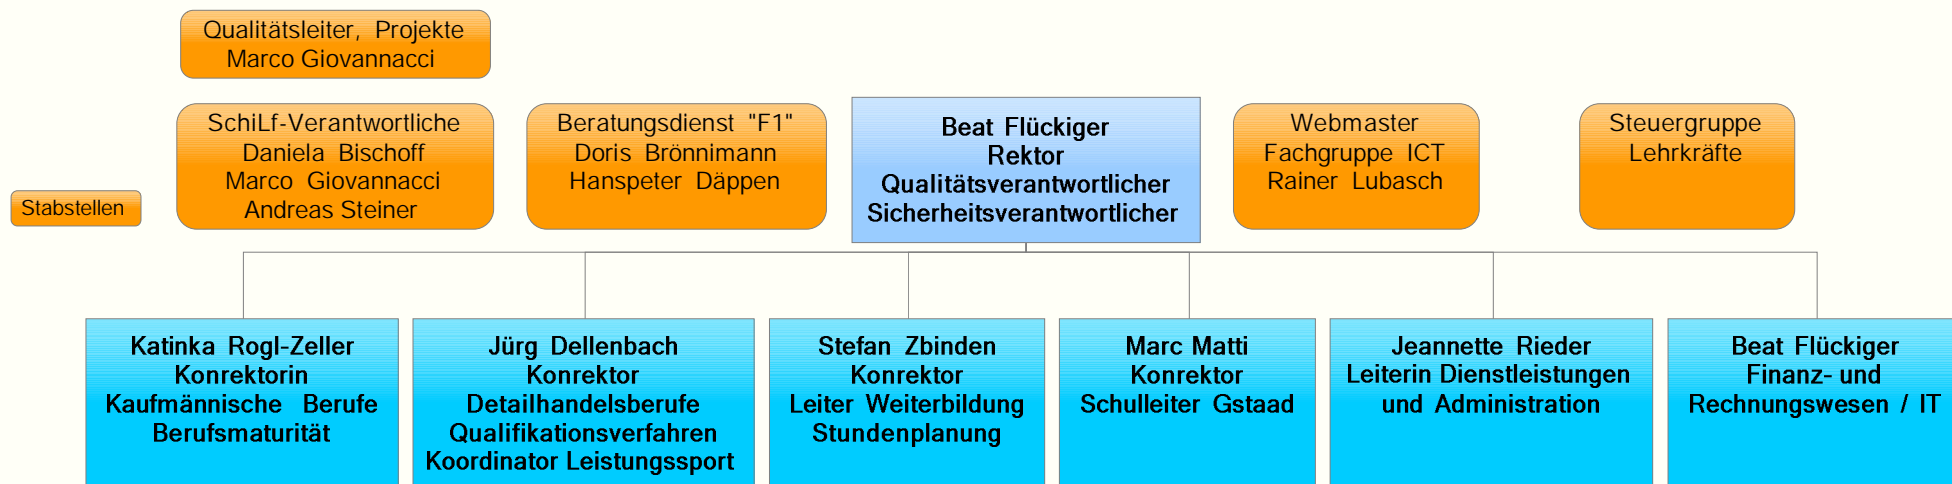 Qualitätsleiter, Projekte
Marco Giovannacci
SchiLf-Verantwortliche
Daniela Bischoff
Marco Giovannacci
Andreas Steiner
Beratungsdienst "F1"
Doris Brönnimann
Hanspeter Däppen
Beat Flückiger
Rektor
Qualitätsverantwortlicher
Sicherheitsverantwortlicher
Webmaster
Fachgruppe ICT
Rainer Lubasch
Steuergruppe
Lehrkräfte
Stabstellen
Katinka Rogl-Zeller
Konrektorin
Kaufmännische Berufe
Berufsmaturität
Jürg Dellenbach
Konrektor
Detailhandelsberufe
Qualifikationsverfahren
Koordinator Leistungssport
Stefan Zbinden
Konrektor
Leiter Weiterbildung
Stundenplanung
Marc Matti
Konrektor
Schulleiter Gstaad
Jeannette Rieder
Leiterin Dienstleistungen
und Administration
Beat Flückiger
Finanz- und
Rechnungswesen / IT